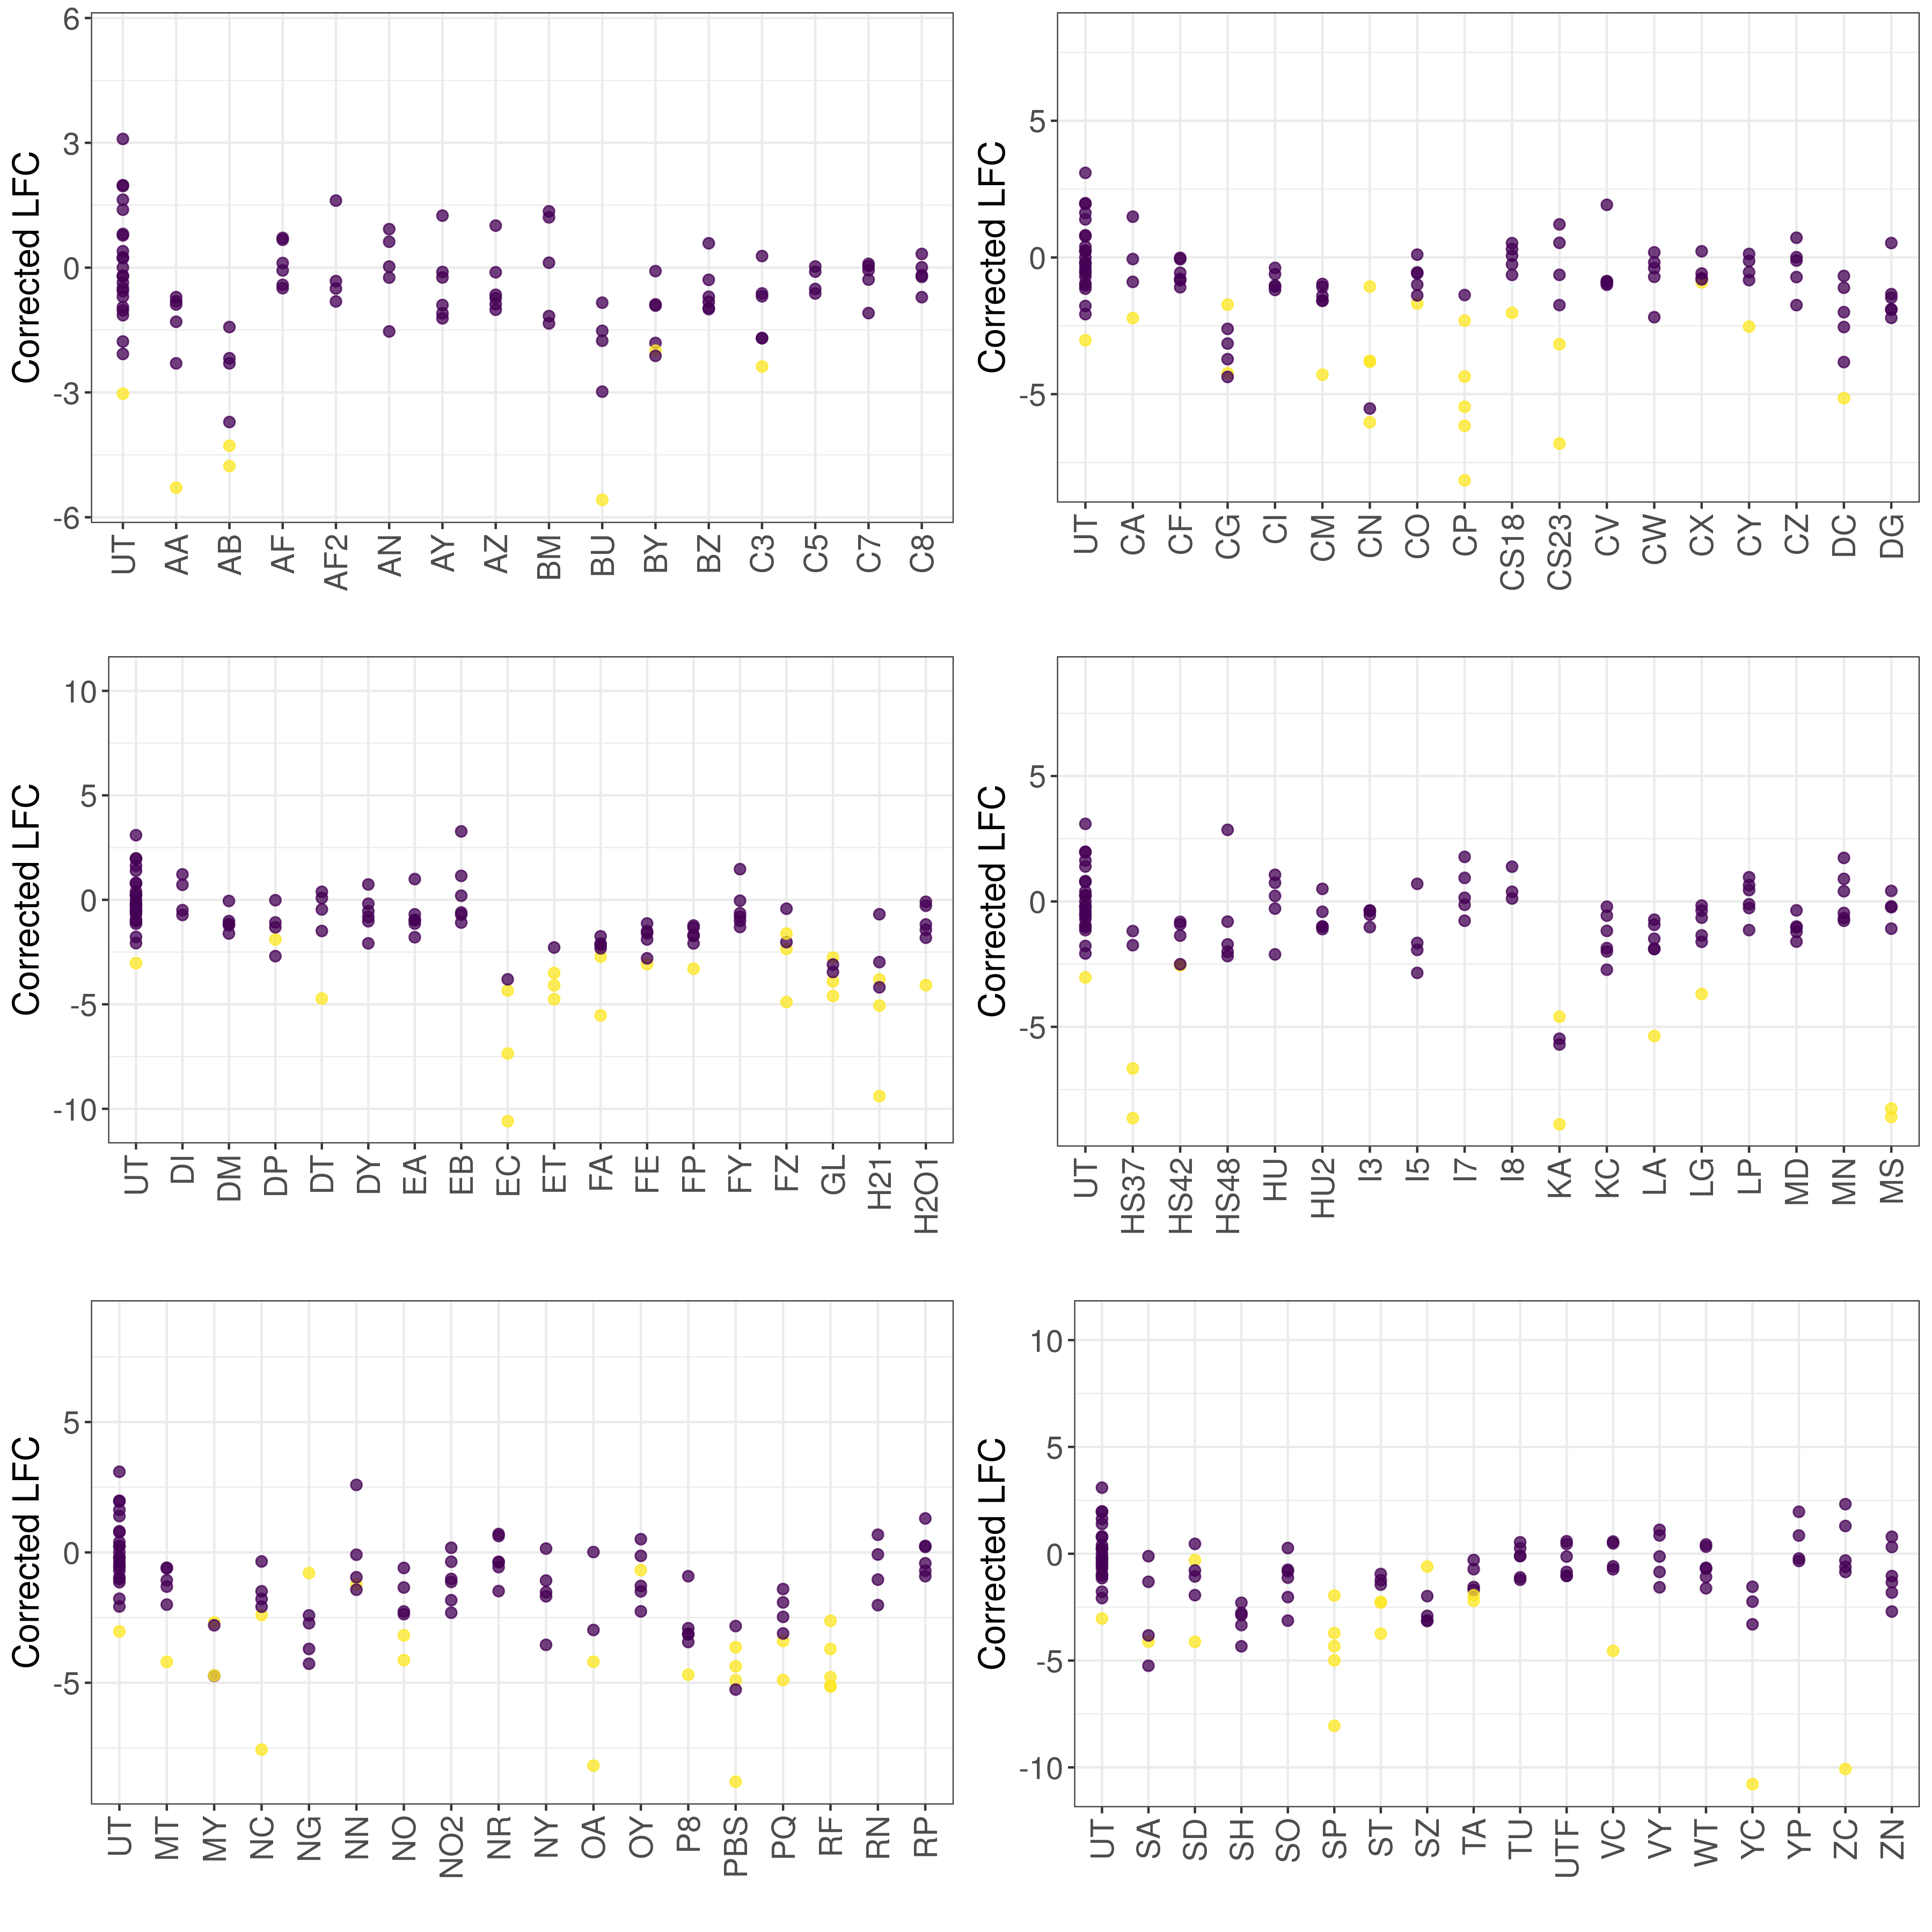 Corrected LFC
6
3
0
-3
-6
UT AA AB AF AF2 AN AY AZ BM BU BY BZ C3 C5 C7 C8
Corrected LFC
5
0
-5
UT CA CF CG CI CM CN CO CP CS18 CS23 CV CW CX CY CZ DC DG
Corrected LFC
10
5
0
-5
-10
UT DI DM DP DT DY EA EB EC ET FA FE FP FY FZ GL H21 H2O1
Corrected LFC
5
0
-5
UT HS37 HS42 HS48 HU HU2 I3 I5 I7 I8 KA KC LA LG LP MD MN MS
Corrected LFC
5
0
-5
UT MT MY NC NG NN NO NO2 NR NY OA OY P8 PBS PQ RF RN RP
Corrected LFC
10
5
0
-5
-10
UT SA SD SH SO SP ST SZ TA TU UTF VC VY WT YC YP ZC ZN